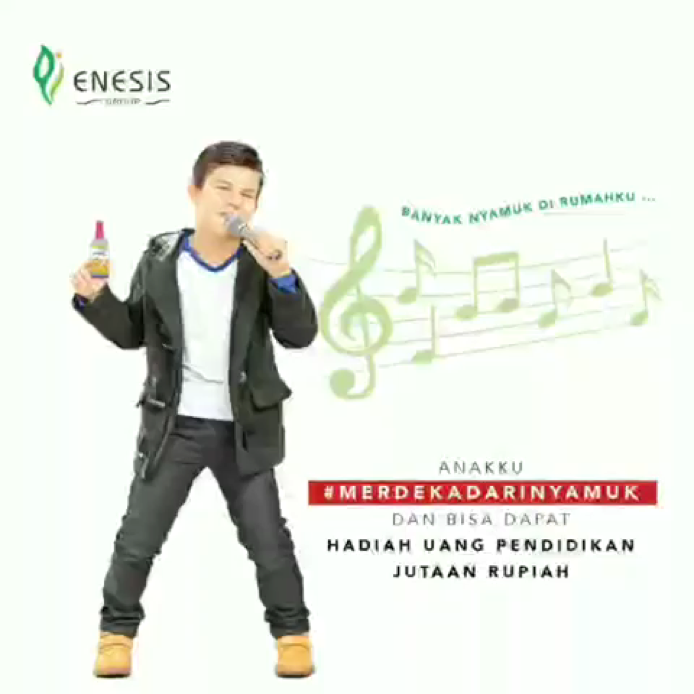 ENESIS
GROUP
BANYAK NYAMUK DI RUMAHKU ...
ANAKKU
#MERDEKADARINYAMUK
DAN BISA DAPAT
HADIAH UANG PENDIDIKAN
JUTAAN RUPIAH